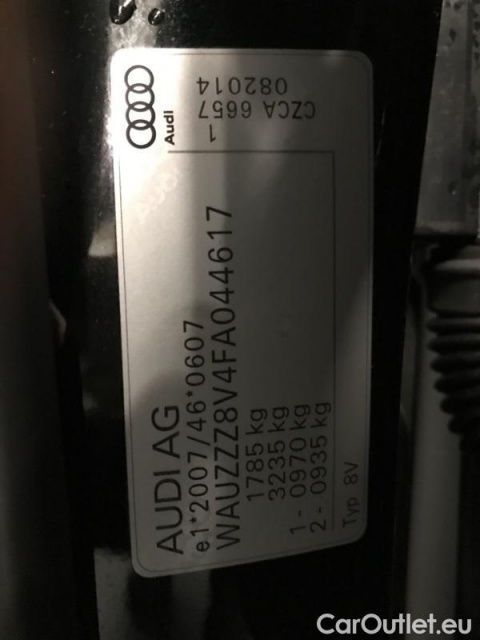 AUDI AG
e1*2007/46*0607
WAUZZZ8V4FA044617
1785 kg
3235 kg
1- 0970 kg
2- 0935 kg
Typ 8V
Audi
1
CZCA 6657
082014
AUDI
CarOutlet.eu